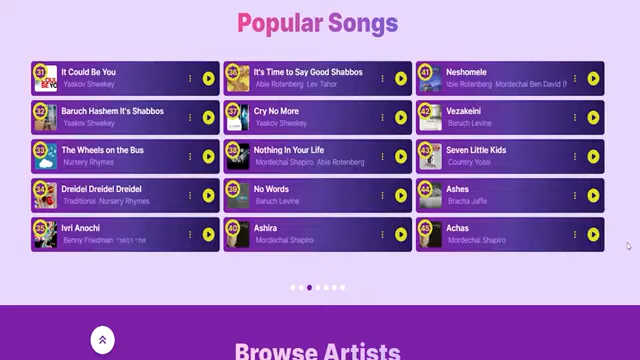 Popular Songs
31
It Could Be You
Yaakov Shwekey
32
Baruch Hashem It's Shabbos
Yaakov Shwekey
33
The Wheels on the Bus
Nursery Rhymes
34
Dreidel Dreidel Dreidel
Traditional Nursery Rhymes
35
Ivri Anochi
Benny Friedman
36
It's Time to Say Good Shabbos
Abie Rotenberg Lev Tahor
37
Cry No More
Yaakov Shwekey
38
Nothing In Your Life
Mordechai Shapiro Abie Rotenberg
39
No Words
Baruch Levine
40
Ashira
Mordechai Shapiro
41
Neshomele
Abie Rotenberg Mordechai Ben David
42
Vezakeini
Baruch Levine
43
Seven Little Kids
Country Yossi
44
Ashes
Bracha Jaffe
45
Achas
Mordechai Shapiro
Browse Artists